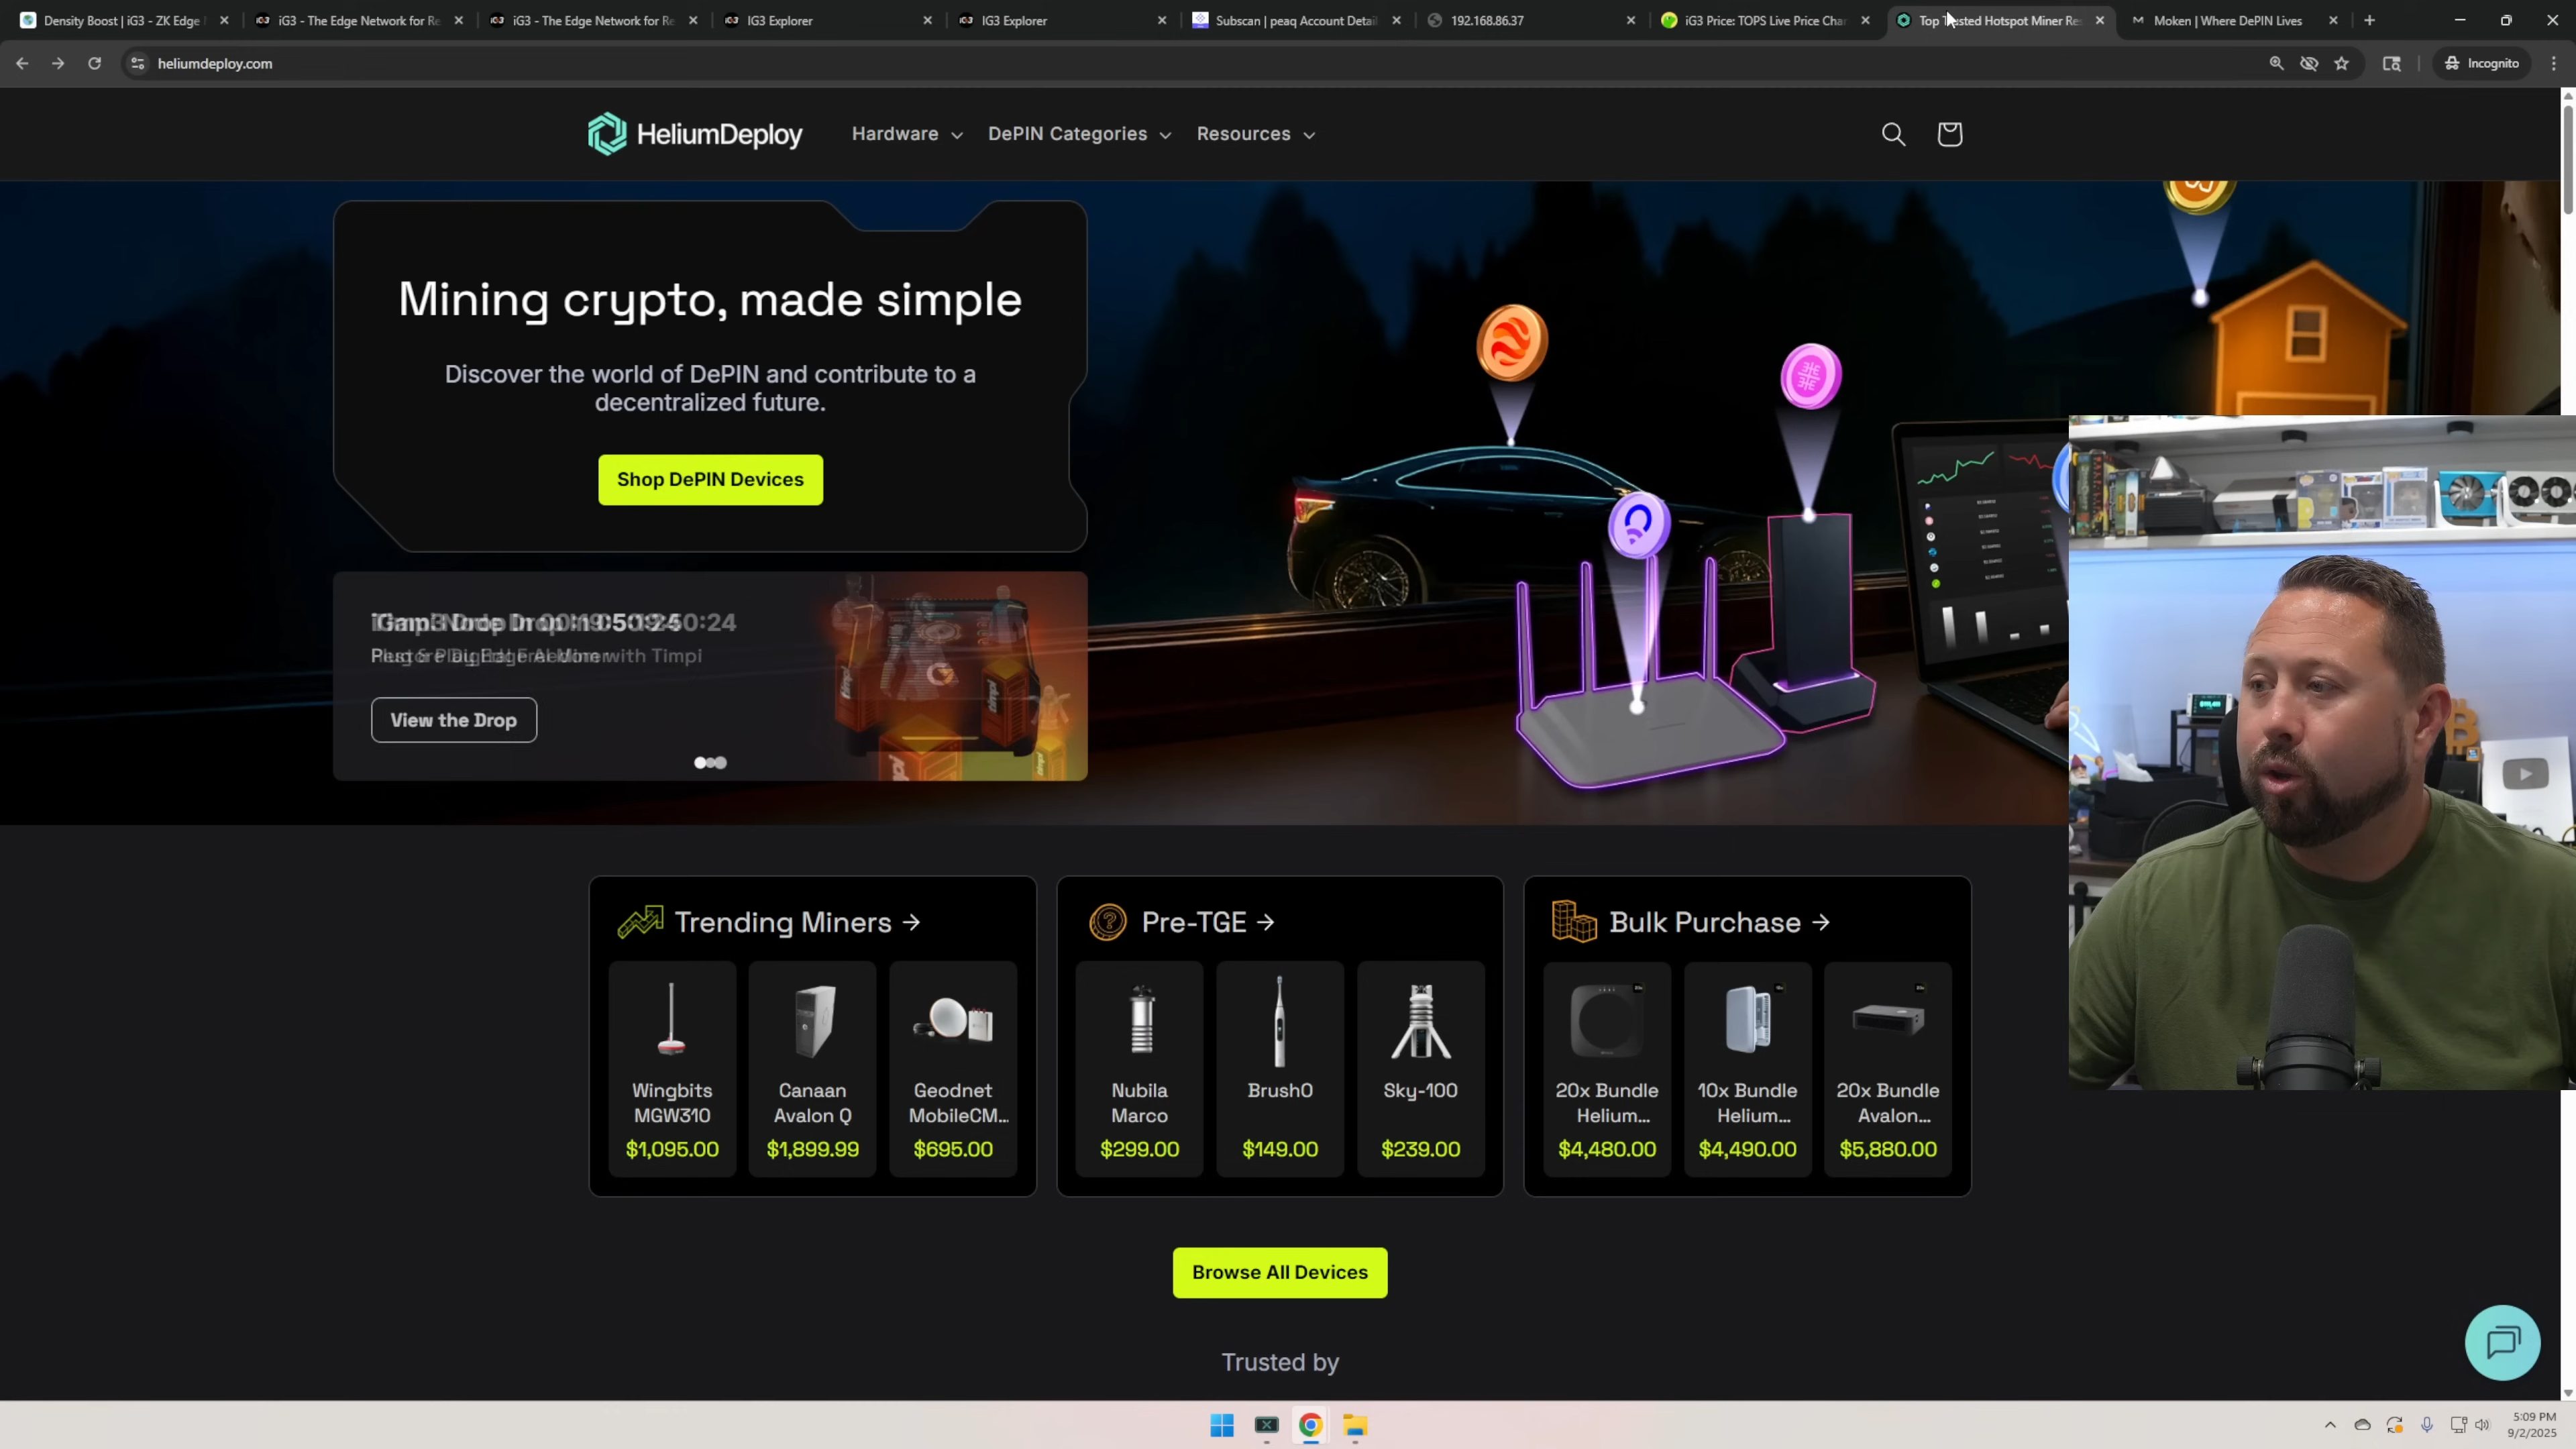 Density Boost | iG3 - ZK Edge
iG3 - The Edge Network for Re
iG3 - The Edge Network for Re
IG3 Explorer
IG3 Explorer
Subscan | peaq Account Detail
192.168.86.37
iG3 Price: TOPS Live Price Char
Top Trusted Hotspot Miner Res
Moken | Where DePIN Lives
heliumdeploy.com
Incognito
HeliumDeploy
Hardware
DePIN Categories
Resources
Mining crypto, made simple
Discover the world of DePIN and contribute to a
decentralized future.
Shop DePIN Devices
View the Drop
Trending Miners →
Wingbits
MGW310
$1,095.00
Canaan
Avalon Q
$1,899.99
Geodnet
MobileCM...
$695.00
Pre-TGE →
Nubila
Marco
$299.00
BrushO
$149.00
Sky-100
$239.00
Bulk Purchase →
20x Bundle
Helium...
$4,480.00
10x Bundle
Helium...
$4,490.00
20x Bundle
Avalon...
$5,880.00
Browse All Devices
Trusted by
5:09 PM
9/2/2025